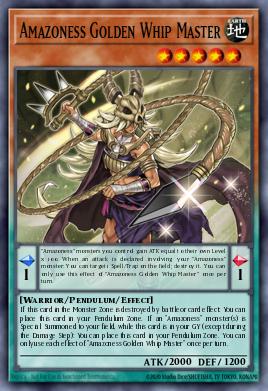 AMAZONESS GOLDEN WHIP MASTER
EARTH
"Amazoness" monsters you control gain ATK equal to their own Level
x 100. When an attack is declared involving your "Amazoness"
monster: You can target 1 Spell/Trap on the field; destroy it. You can
only use this effect of "Amazoness Golden Whip Master" once per
turn.
1
1
[WARRIOR/PENDULUM/EFFECT]
If this card in the Monster Zone is destroyed by battle or card effect: You can
place this card in your Pendulum Zone. If an "Amazoness" monster(s) is
Special Summoned to your field, while this card is in your GY (except during
the Damage Step): You can place this card in your Pendulum Zone. You can
only use each effect of "Amazoness Golden Whip Master" once per turn.
ATK/2000 DEF/1200